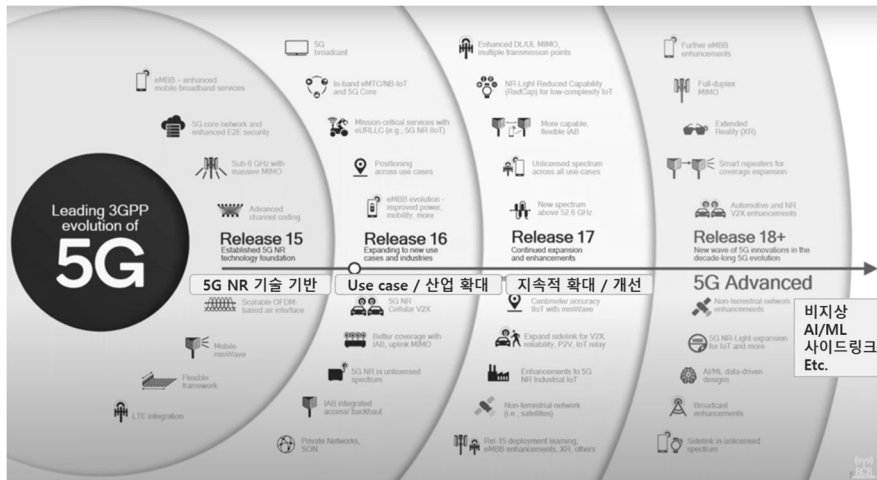 Leading 3GPP
evolution of
5G
eMBB – enhanced
mobile broadband services
5G core network and
enhanced E2E security
Sub-6 GHz with
massive MIMO
Advanced
channel coding
Release 15
Established 5G NR
technology foundation
5G NR 기술 기반
Scalable OFDM-
based air interface
Mobile
mmWave
Flexible
framework
LTE integration
5G
broadcast
In-band eMTC/NB-IoT
and 5G Core
Mission-critical services with
eURLLC (e.g., 5G NR IIoT)
Positioning
across use cases
eMBB evolution -
improved power,
mobility, more
Release 16
Expanding to new use
cases and industries
Use case / 산업 확대
5G NR
Cellular V2X
Better coverage with
IAB, uplink MIMO
5G NR in unlicensed
spectrum
IAB integrated
access/ backhaul
Private Networks,
SON
Enhanced DL/UL MIMO,
multiple transmission points
NR-Light Reduced Capability
(RedCap) for low-complexity IoT
More capable,
flexible IAB
Unlicensed spectrum
across all use-cases
New spectrum
above 52.6 GHz
Release 17
Continued expansion
and enhancements
지속적 확대 / 개선
Centimeter accuracy
IIoT with mmWave
Expand sidelink for V2X
reliability, P2V, IoT relay
Enhancements to 5G
NR Industrial IoT
Non-terrestrial network
(i.e., satellites)
Rel-15 deployment learning,
eMBB enhancements, XR, others
Further eMBB
enhancements
Full-duplex
MIMO
Extended
Reality (XR)
Smart repeaters for
coverage expansion
Automotive and NR
V2X enhancements
Release 18+
New wave of 5G innovations in the
decade-long 5G evolution
5G Advanced
Non-terrestrial network
enhancements
5G NR-Light expansion
for IoT and more
AI/ML data-driven
designs
Broadcast
enhancements
Sidelink in unlicensed
spectrum
비지상
AI/ML
사이드링크
Etc.